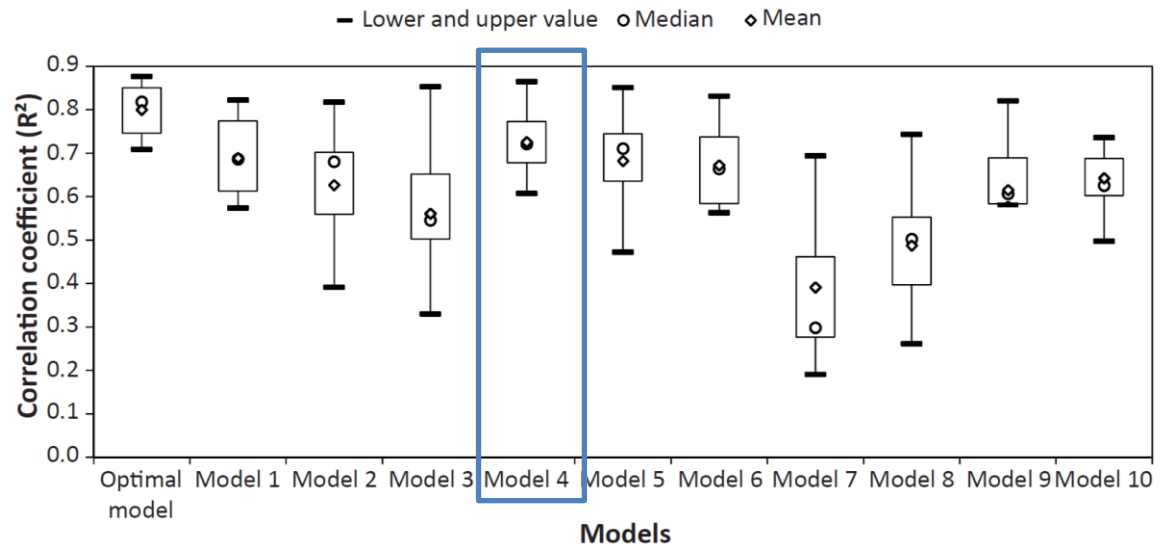 Lower and upper value Median Mean
Correlation coefficient (R²)
0.9
0.8
0.7
0.6
0.5
0.4
0.3
0.2
0.1
0.0
Optimal model Model 1 Model 2 Model 3 Model 4 Model 5 Model 6 Model 7 Model 8 Model 9 Model 10
Models